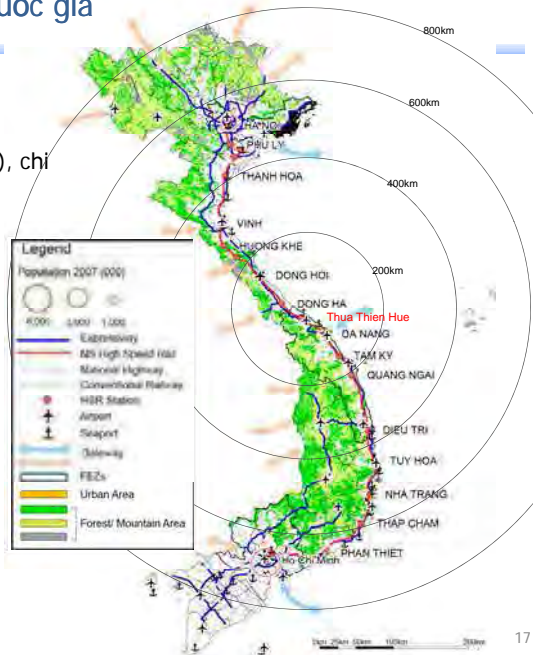 uốc gia
), chi
800km
600km
400km
200km
HA NOI
PHU LY
THANH HOA
VINH
HUONG KHE
DONG HOI
DONG HA
Thua Thien Hue
DA NANG
TAM KY
QUANG NGAI
DIEU TRI
TUY HOA
NHA TRANG
THAP CHAM
PHAN THIET
Ho Chi Minh
Legend
Population 2007 (000)
Expressway
NS High Speed Rail
National Highway
Conventional Railway
HSR Station
Airport
Seaport
Gateway
FEZs
Urban Area
Forest/ Mountain Area
17